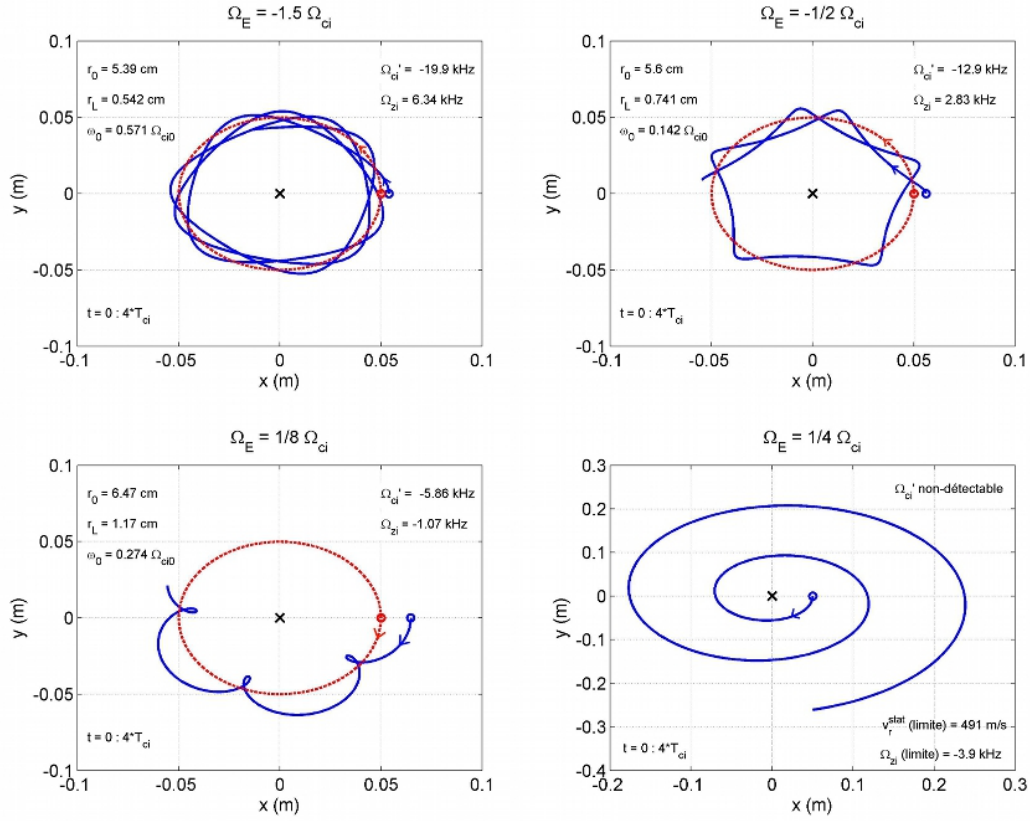 Ω_E = -1.5 Ω_ci
r_0 = 5.39 cm
r_L = 0.542 cm
ω_0 = 0.571 Ω_ci0
Ω_ci' = -19.9 kHz
Ω_zi = 6.34 kHz
t = 0 : 4*T_ci
0.1
0.05
0
-0.05
-0.1
y (m)
-0.1 -0.05 0 0.05 0.1
x (m)
Ω_E = -1/2 Ω_ci
r_0 = 5.6 cm
r_L = 0.741 cm
ω_0 = 0.142 Ω_ci0
Ω_ci' = -12.9 kHz
Ω_zi = 2.83 kHz
t = 0 : 4*T_ci
0.1
0.05
0
-0.05
-0.1
y (m)
-0.1 -0.05 0 0.05 0.1
x (m)
Ω_E = 1/8 Ω_ci
r_0 = 6.47 cm
r_L = 1.17 cm
ω_0 = 0.274 Ω_ci0
Ω_ci' = -5.86 kHz
Ω_zi = -1.07 kHz
t = 0 : 4*T_ci
0.1
0.05
0
-0.05
-0.1
y (m)
-0.1 -0.05 0 0.05 0.1
x (m)
Ω_E = 1/4 Ω_ci
Ω_ci' non-détectable
v_r^stat (limite) = 491 m/s
Ω_zi (limite) = -3.9 kHz
t = 0 : 4*T_ci
0.3
0.2
0.1
0
-0.1
-0.2
-0.3
-0.4
y (m)
-0.2 -0.1 0 0.1 0.2 0.3
x (m)